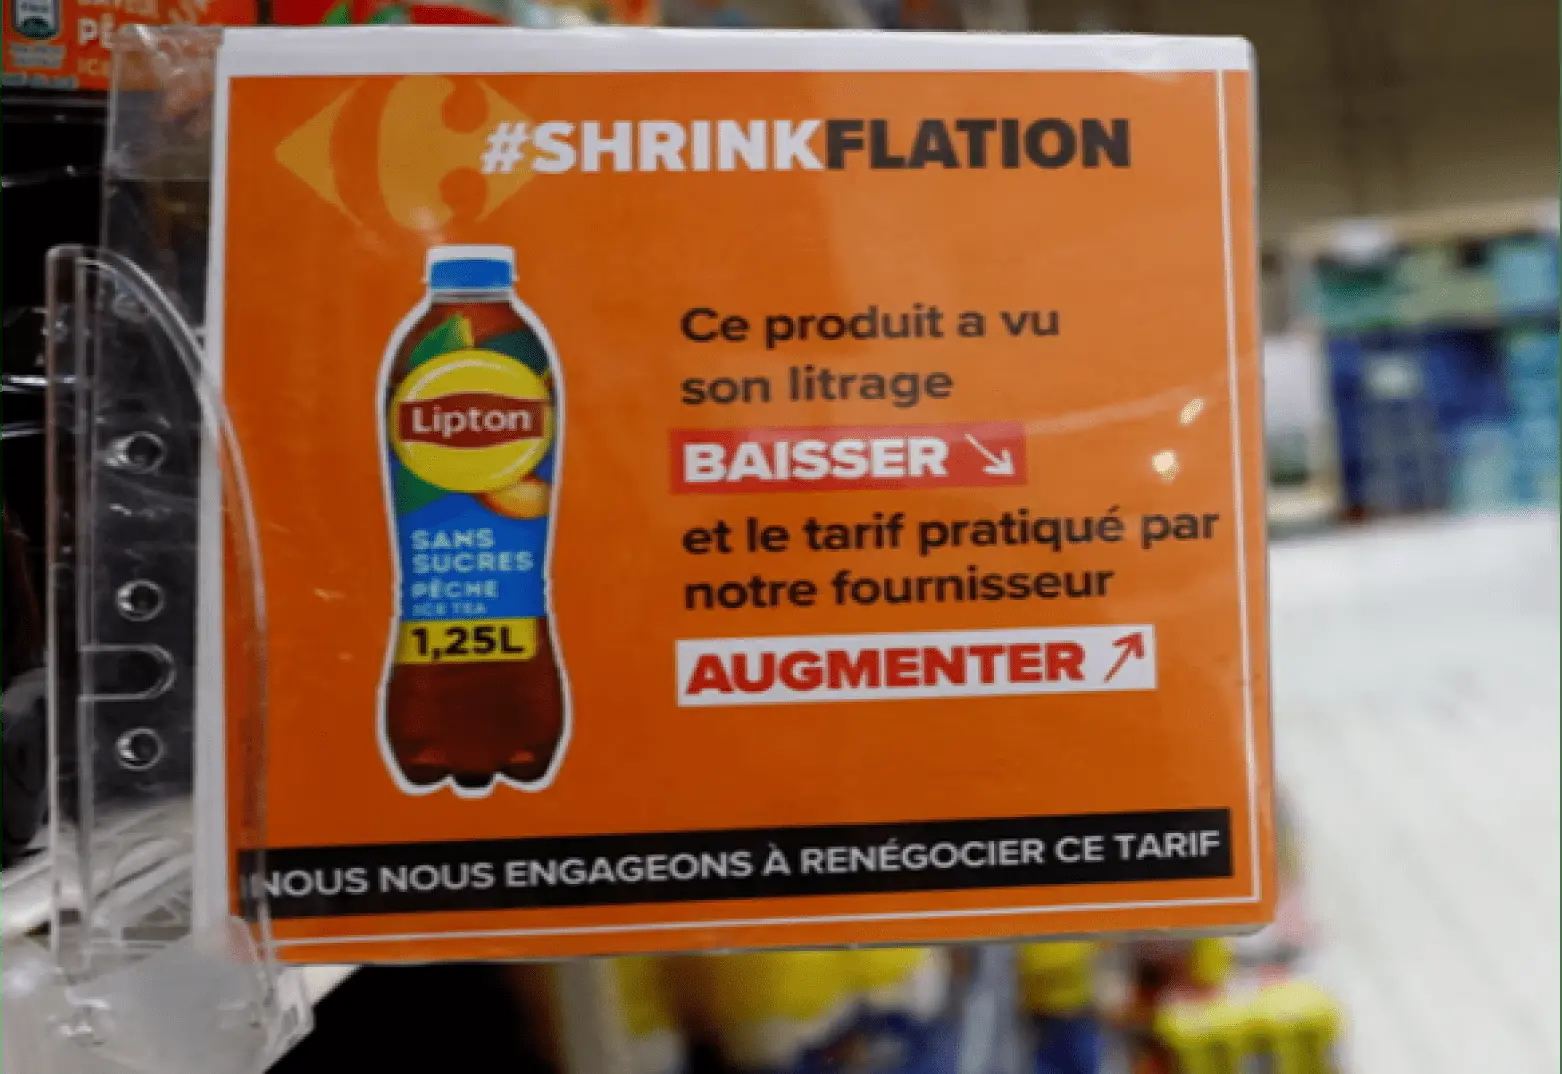 #SHRINKFLATION
Ce produit a vu
son litrage
BAISSER
et le tarif pratiqué par
notre fournisseur
AUGMENTER
Lipton
SANS
SUCRES
PÊCHE
ICE TEA
1,25L
NOUS NOUS ENGAGEONS À RENÉGOCIER CE TARIF